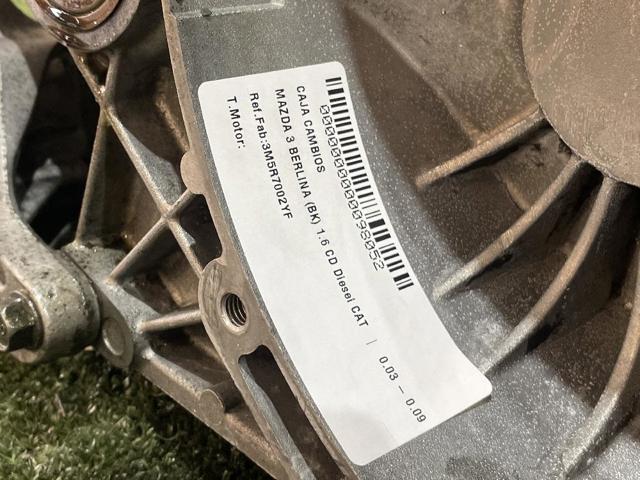 0000000000098052
CAJA CAMBIOS
MAZDA 3 BERLINA (BK) 1.6 CD Diesel CAT | 0.03 – 0.09
Ref.Fab:3M5R7002YF
T.Motor: